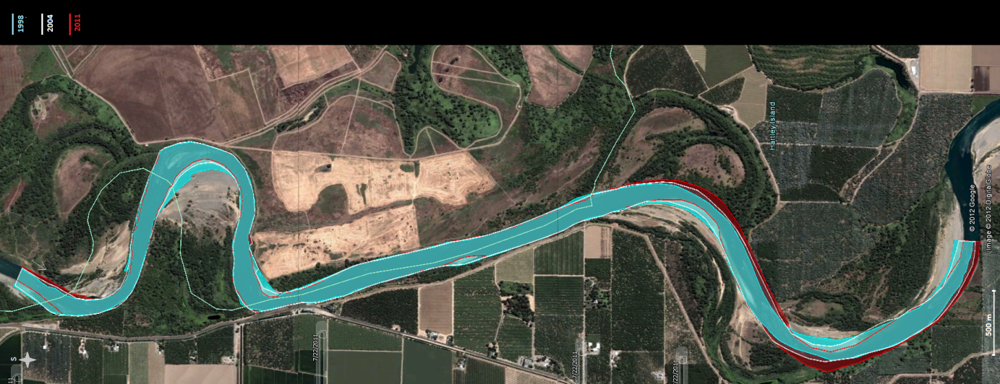 1998
2004
2011
Hartley Island
© 2012 Google
Image © 2012 DigitalGlobe
500 m
7/22/2011
7/22/2011
/22/2011
S
11